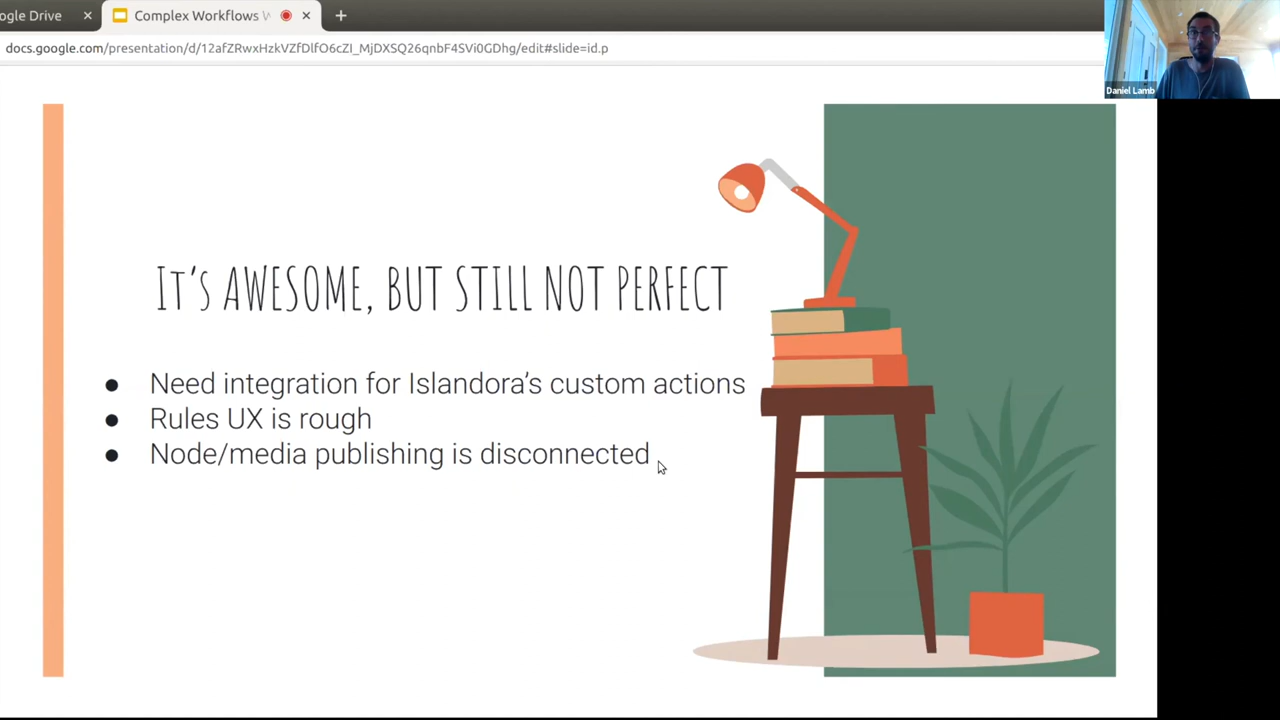 ogle Drive
Complex Workflows W
docs.google.com/presentation/d/12afZRwxHzkVZfDlfO6cZI_MjDXSQ26qnbF4SVi0GDhg/edit#slide=id.p
Daniel Lamb
IT'S AWESOME, BUT STILL NOT PERFECT
● Need integration for Islandora's custom actions
● Rules UX is rough
● Node/media publishing is disconnected